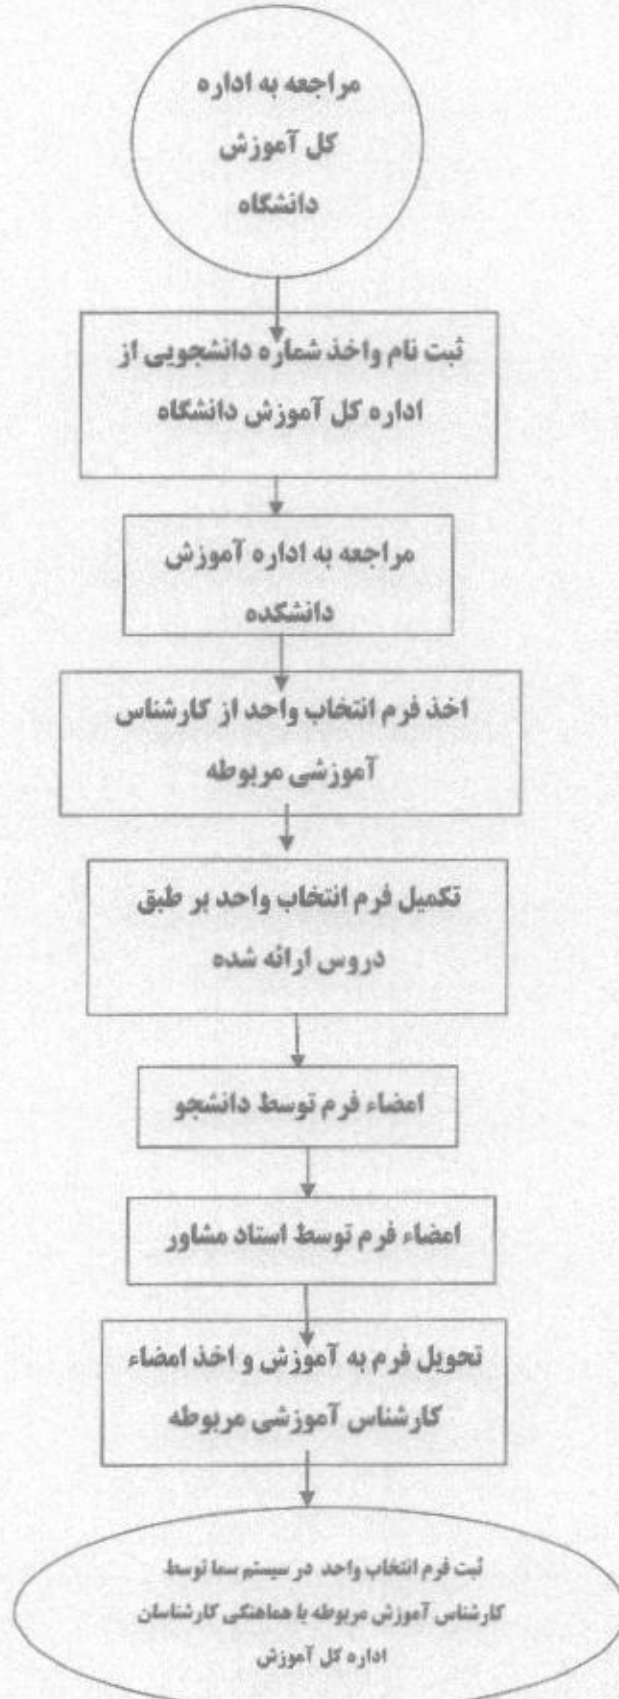 مراجعه به اداره
کل آموزش
دانشگاه
ثبت نام واخذ شماره دانشجویی از
اداره کل آموزش دانشگاه
مراجعه به اداره آموزش
دانشکده
اخذ فرم انتخاب واحد از کارشناس
آموزشی مربوطه
تکمیل فرم انتخاب واحد بر طبق
دروس ارائه شده
امضاء فرم توسط دانشجو
امضاء فرم توسط استاد مشاور
تحویل فرم به آموزش و اخذ امضاء
کارشناس آموزشی مربوطه
ثبت فرم انتخاب واحد در سیستم سما توسط
کارشناس آموزش مربوطه با هماهنگی کارشناسان
اداره کل آموزش